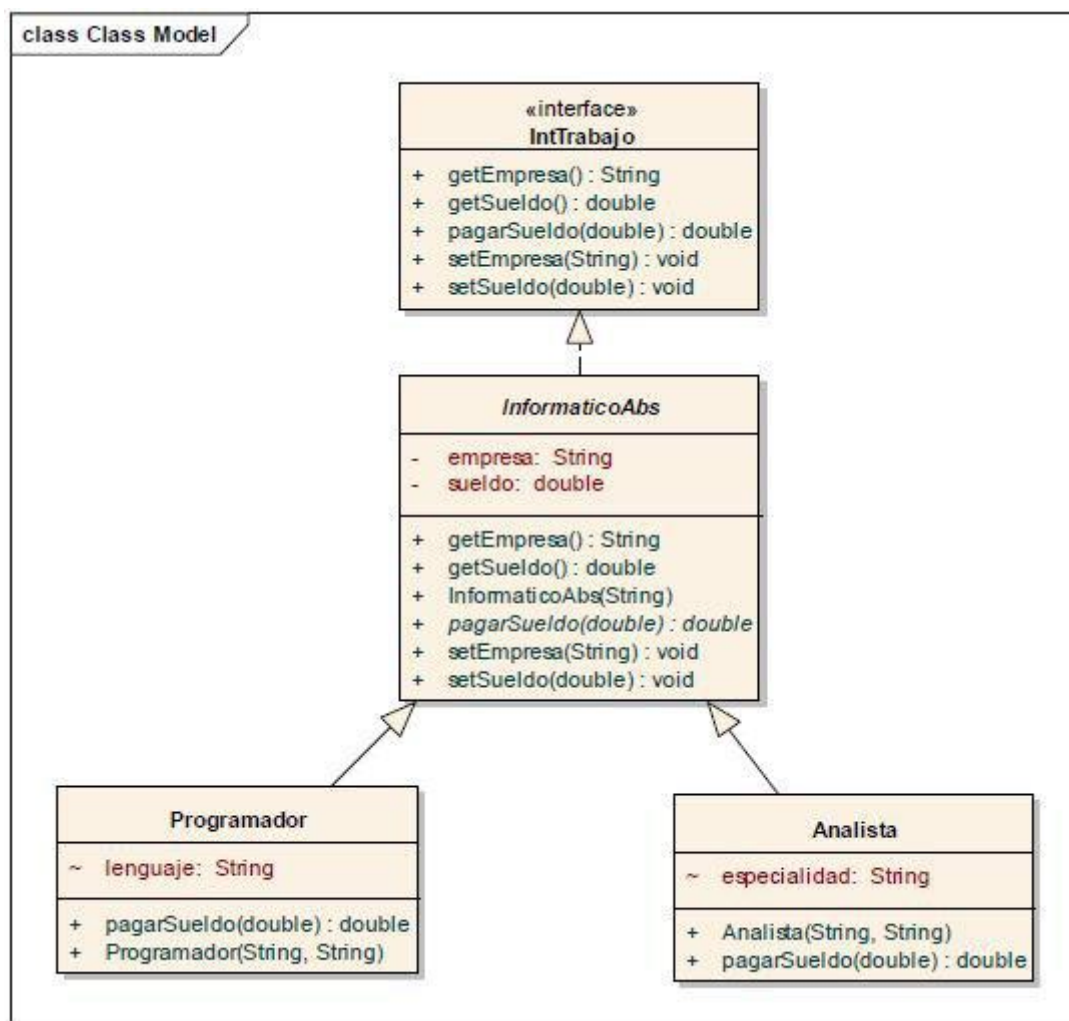 class Class Model
«interface»
IntTrabajo
+ getEmpresa() : String
+ getSueldo() : double
+ pagarSueldo(double) : double
+ setEmpresa(String) : void
+ setSueldo(double) : void
InformaticoAbs
- empresa: String
- sueldo: double
+ getEmpresa() : String
+ getSueldo() : double
+ InformaticoAbs(String)
+ pagarSueldo(double) : double
+ setEmpresa(String) : void
+ setSueldo(double) : void
Programador
~ lenguaje: String
+ pagarSueldo(double) : double
+ Programador(String, String)
Analista
~ especialidad: String
+ Analista(String, String)
+ pagarSueldo(double) : double